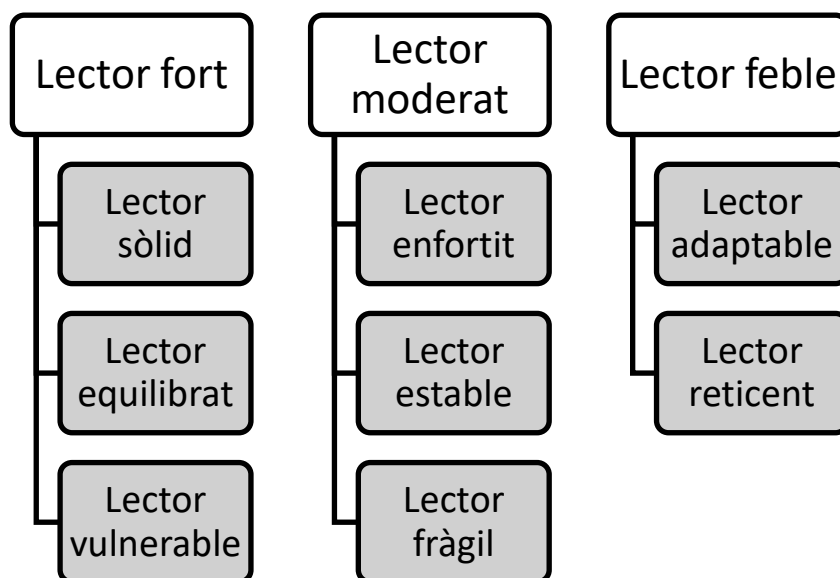 Lector fort
Lector
sòlid
Lector
equilibrat
Lector
vulnerable
Lector
moderat
Lector
enfortit
Lector
estable
Lector
fràgil
Lector feble
Lector
adaptable
Lector
reticent